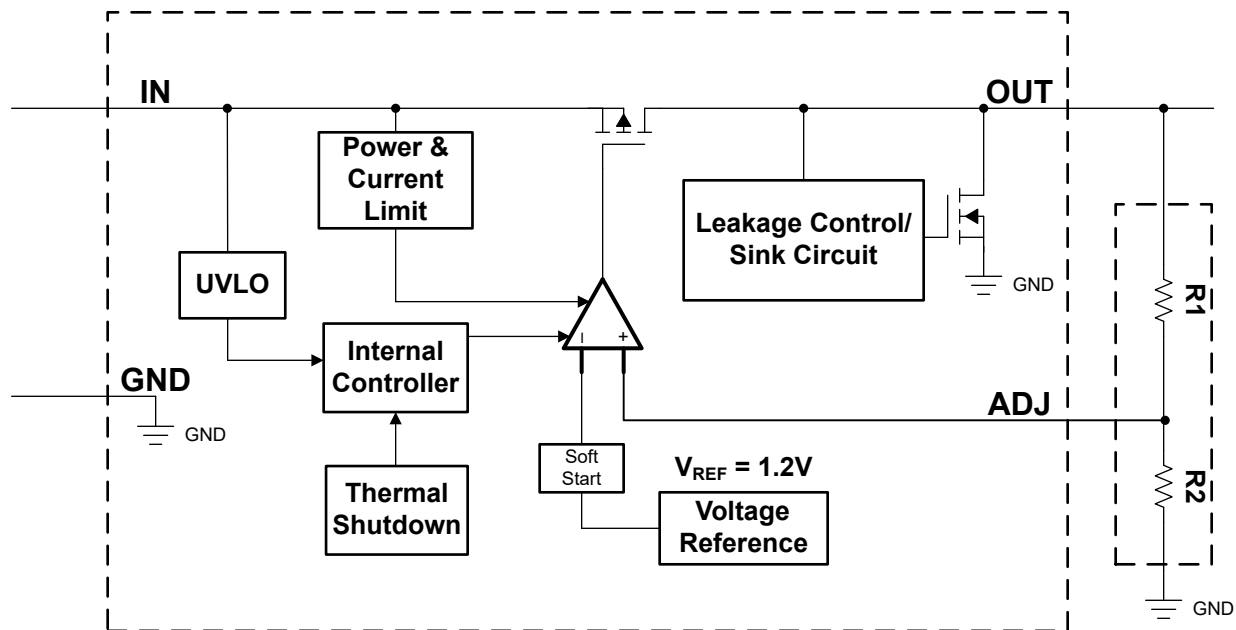 IN
OUT
Power &
Current
Limit
Leakage Control/
Sink Circuit
GND
R1
UVLO
Internal
Controller
GND
GND
ADJ
Soft
Start
V_REF = 1.2V
Thermal
Shutdown
Voltage
Reference
R2
GND
- +